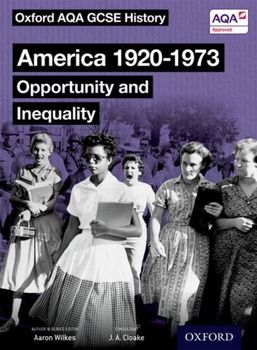 Oxford AQA GCSE History
AQA
Approved
America 1920-1973
Opportunity and
Inequality
AUTHOR & SERIES EDITOR
Aaron Wilkes
CONSULTANT
J. A. Cloake
OXFORD